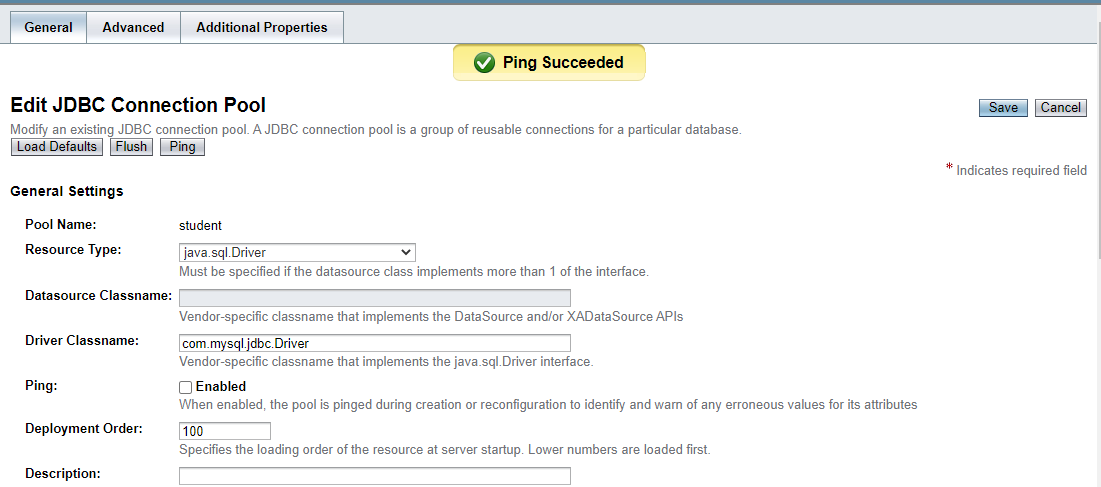 General Advanced Additional Properties
Ping Succeeded
Edit JDBC Connection Pool
Save Cancel
Modify an existing JDBC connection pool. A JDBC connection pool is a group of reusable connections for a particular database.
Load Defaults Flush Ping
* Indicates required field
General Settings
Pool Name: student
Resource Type: java.sql.Driver
Must be specified if the datasource class implements more than 1 of the interface.
Datasource Classname:
Vendor-specific classname that implements the DataSource and/or XADataSource APIs
Driver Classname: com.mysql.jdbc.Driver
Vendor-specific classname that implements the java.sql.Driver interface.
Ping: Enabled
When enabled, the pool is pinged during creation or reconfiguration to identify and warn of any erroneous values for its attributes
Deployment Order: 100
Specifies the loading order of the resource at server startup. Lower numbers are loaded first.
Description: